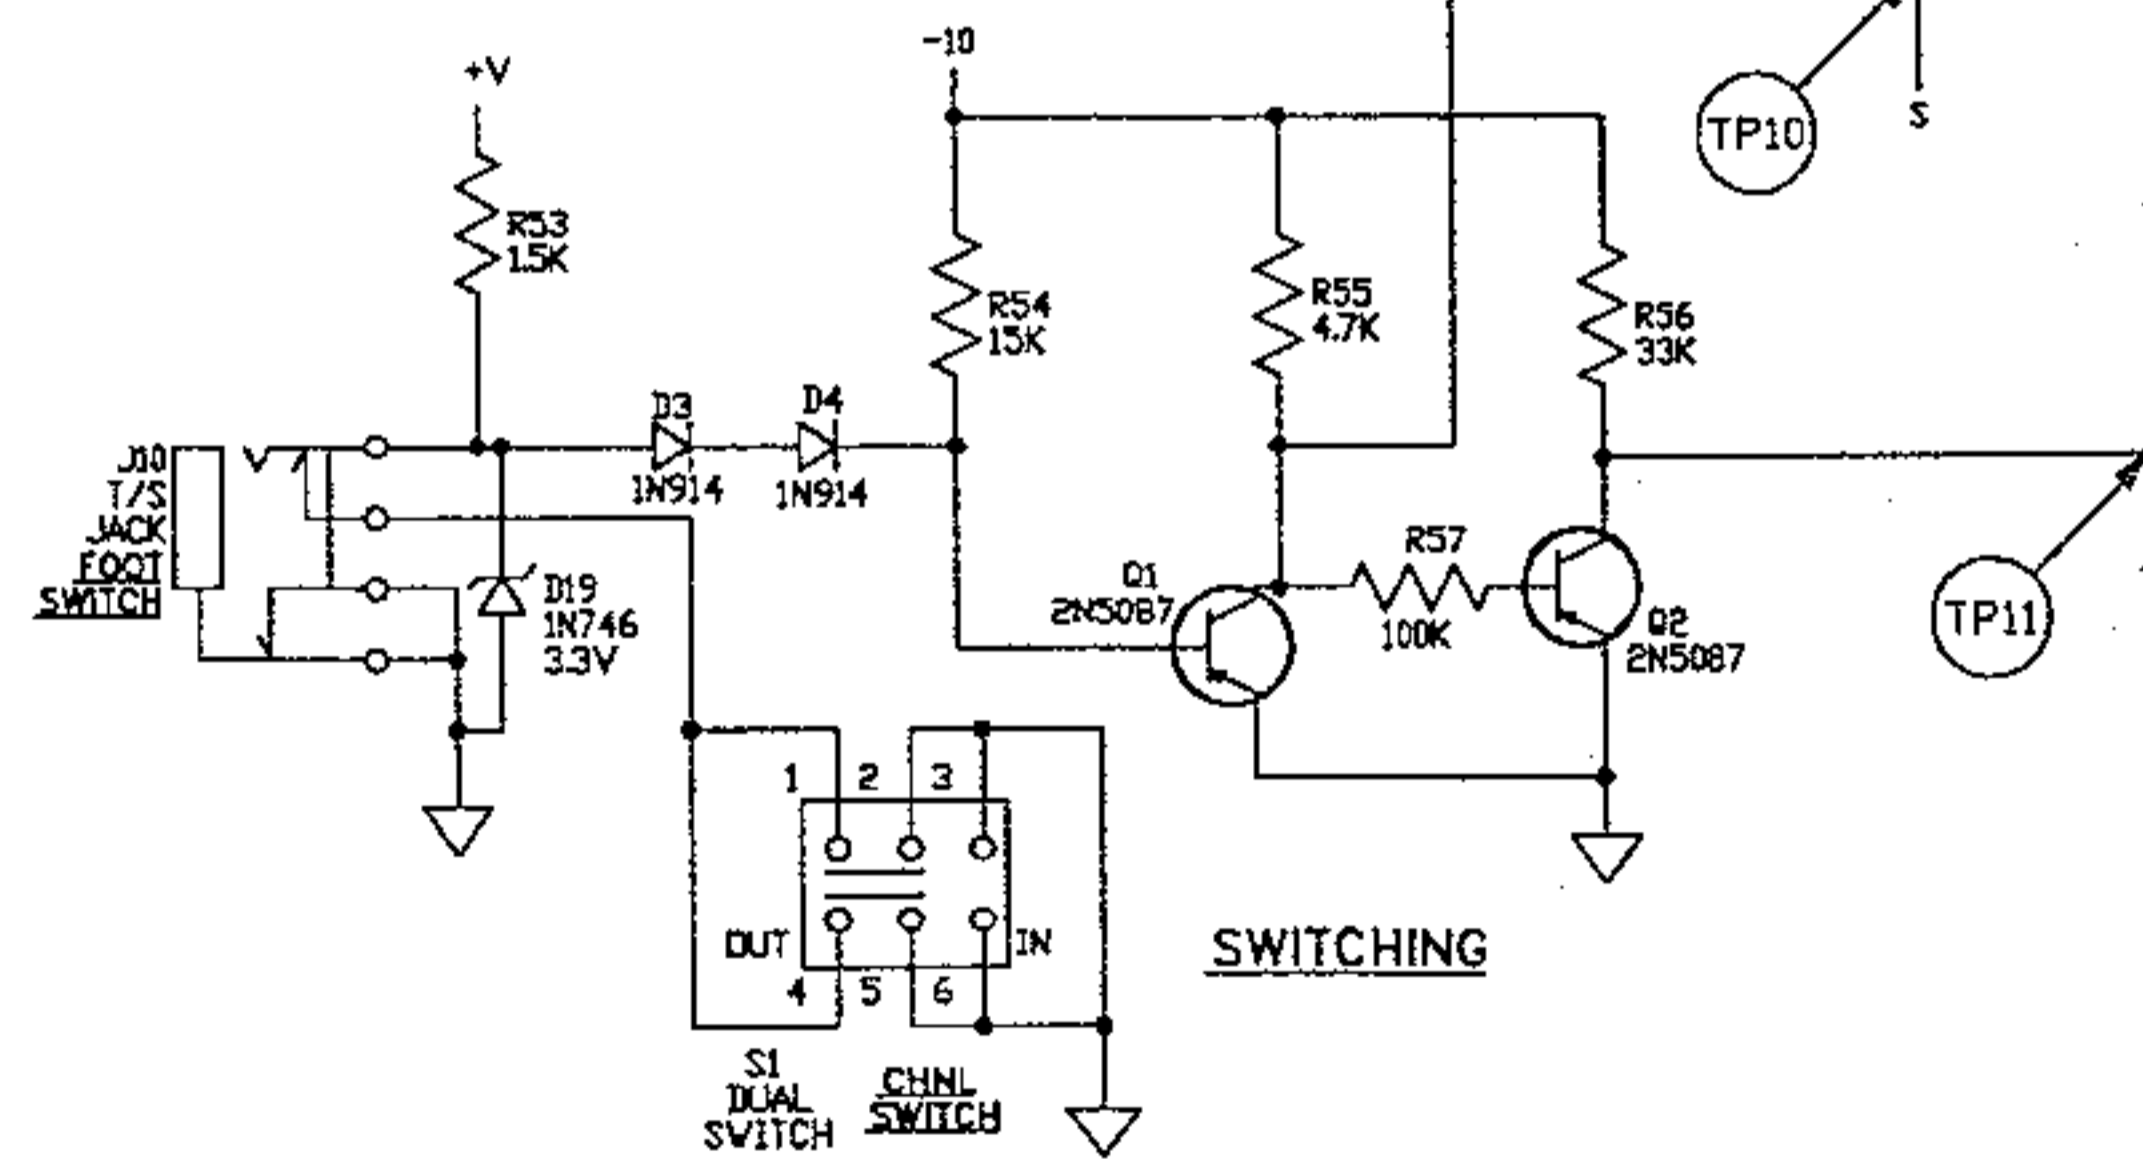 +V
-10
TP10
S
R53
1.5K
R54
15K
R55
4.7K
R56
33K
D3
1N914
D4
1N914
J10
T/S
JACK
FOOT
SWITCH
D19
1N746
3.3V
Q1
2N5087
R57
100K
Q2
2N5087
TP11
1 2 3
OUT
IN
4 5 6
SWITCHING
S1
DUAL
SWITCH
CHNL
SWITCH